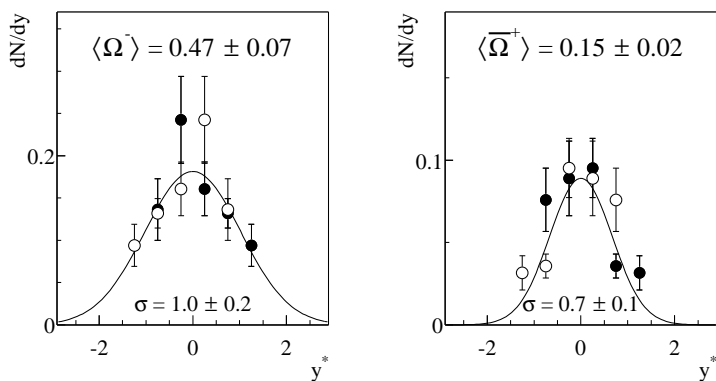 dN/dy
⟨Ω⁻⟩ = 0.47 ± 0.07
0.2
σ = 1.0 ± 0.2
0
-2
0
2
y*
dN/dy
⟨Ω̅⁺⟩ = 0.15 ± 0.02
0.1
σ = 0.7 ± 0.1
0
-2
0
2
y*